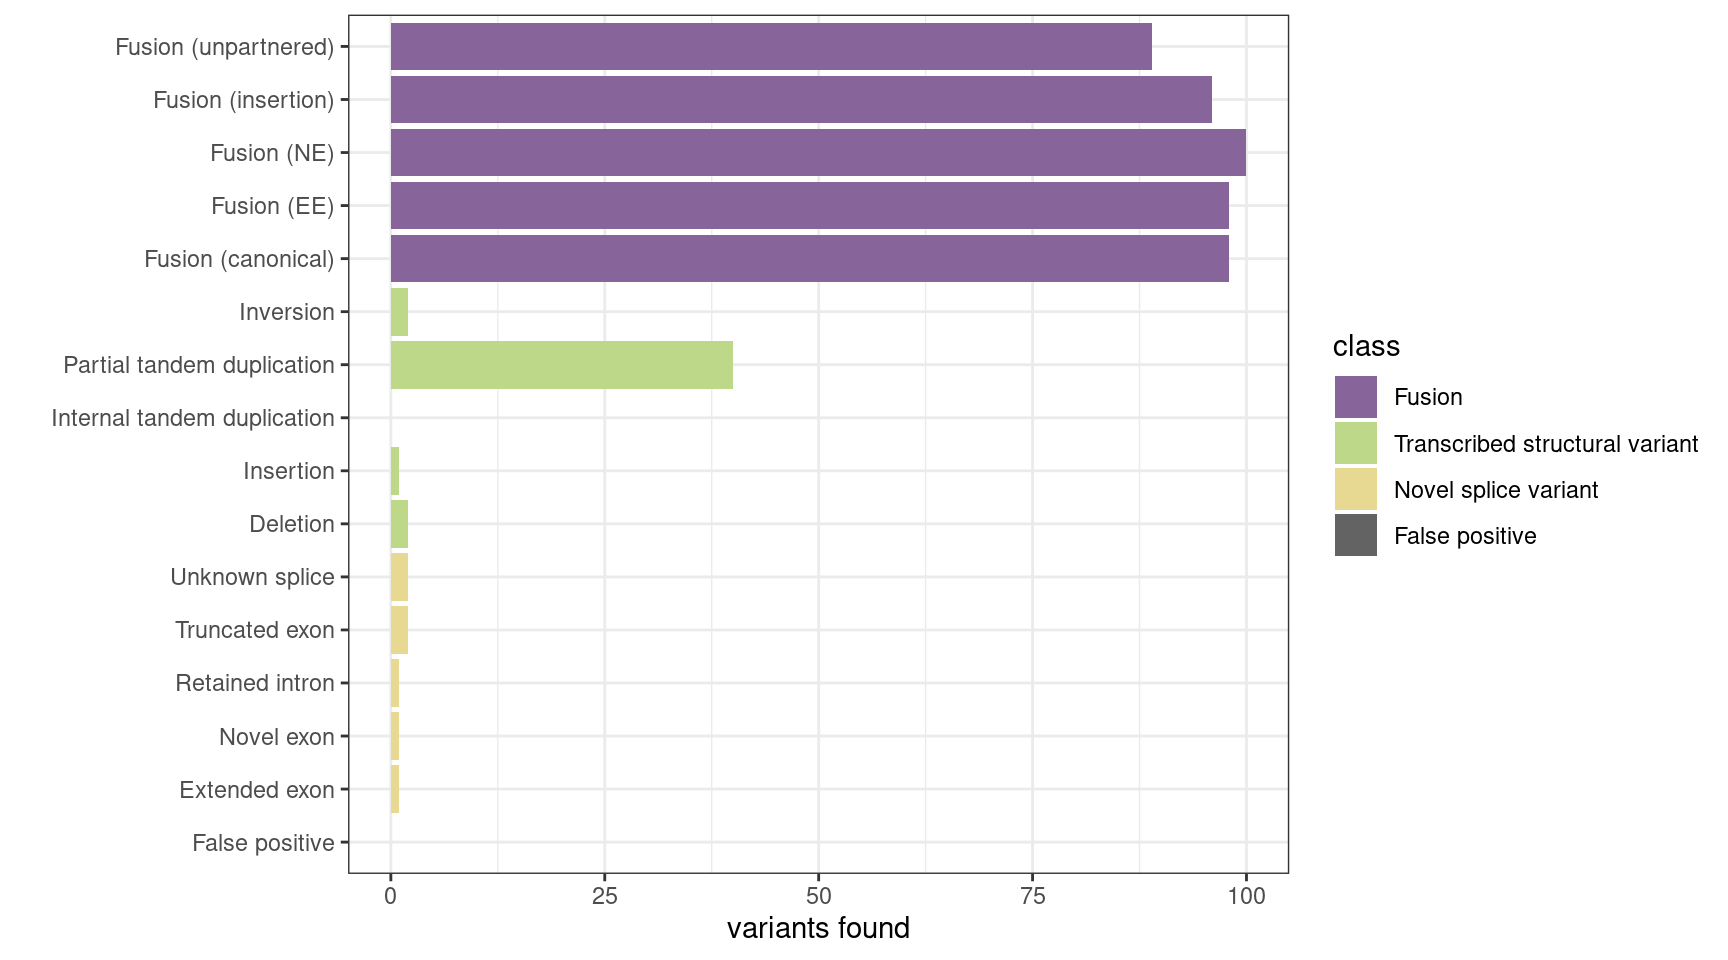 Fusion (unpartnered)
Fusion (insertion)
Fusion (NE)
Fusion (EE)
Fusion (canonical)
Inversion
Partial tandem duplication
Internal tandem duplication
Insertion
Deletion
Unknown splice
Truncated exon
Retained intron
Novel exon
Extended exon
False positive
0 25 50 75 100
variants found
class
Fusion
Transcribed structural variant
Novel splice variant
False positive